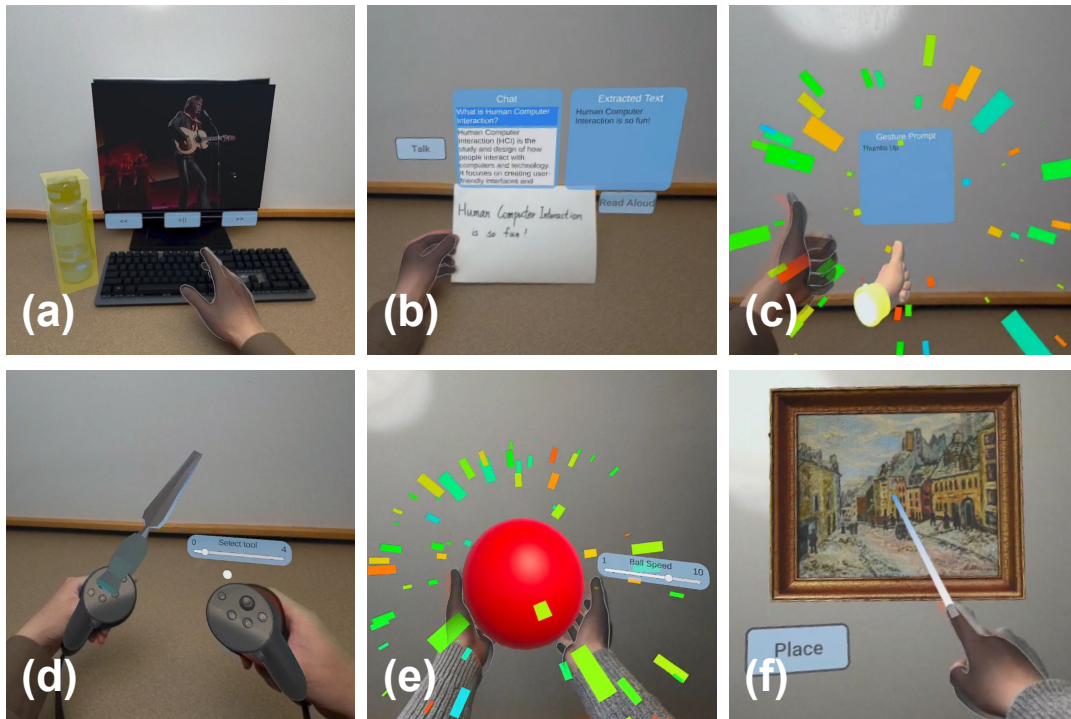 <<
>>
(a)
Chat
What is Human Computer
Interaction?
Human Computer
Interaction (HCI) is the
study and design of how
people interact with
computers and technology.
It focuses on creating user-
friendly interfaces and
Extracted Text
Human Computer
Interaction is so fun!
Talk
Read Aloud
Human Computer Interaction
is so fun!
(b)
Gesture Prompt
Thumbs Up
(c)
Select tool
0
4
(d)
Ball Speed
1
10
(e)
Place
(f)